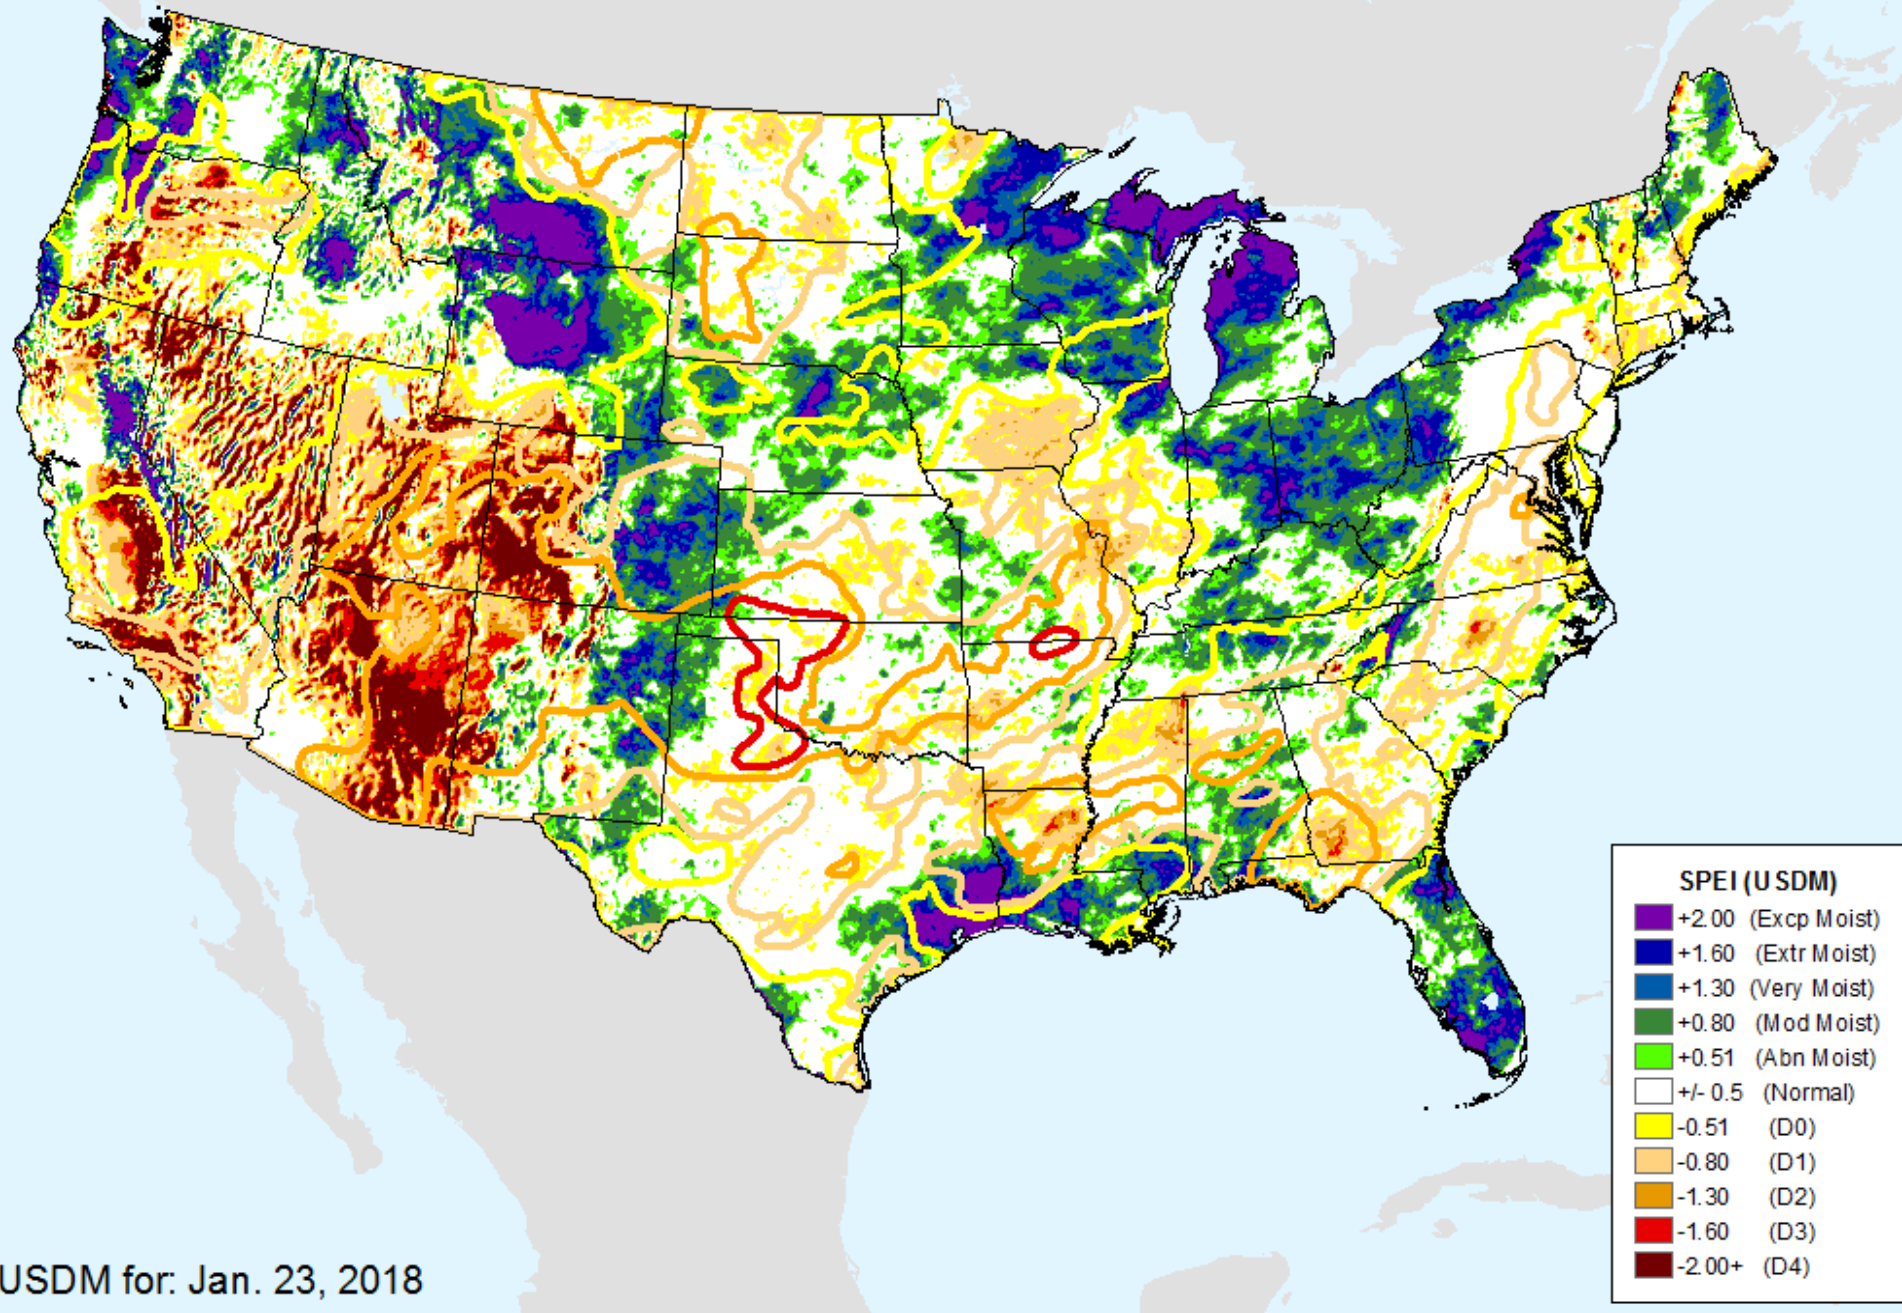 SPEI (USDM)
+2.00 (Excp Moist)
+1.60 (Extr Moist)
+1.30 (Very Moist)
+0.80 (Mod Moist)
+0.51 (Abn Moist)
+/- 0.5 (Normal)
-0.51 (D0)
-0.80 (D1)
-1.30 (D2)
-1.60 (D3)
-2.00+ (D4)
USDM for: Jan. 23, 2018